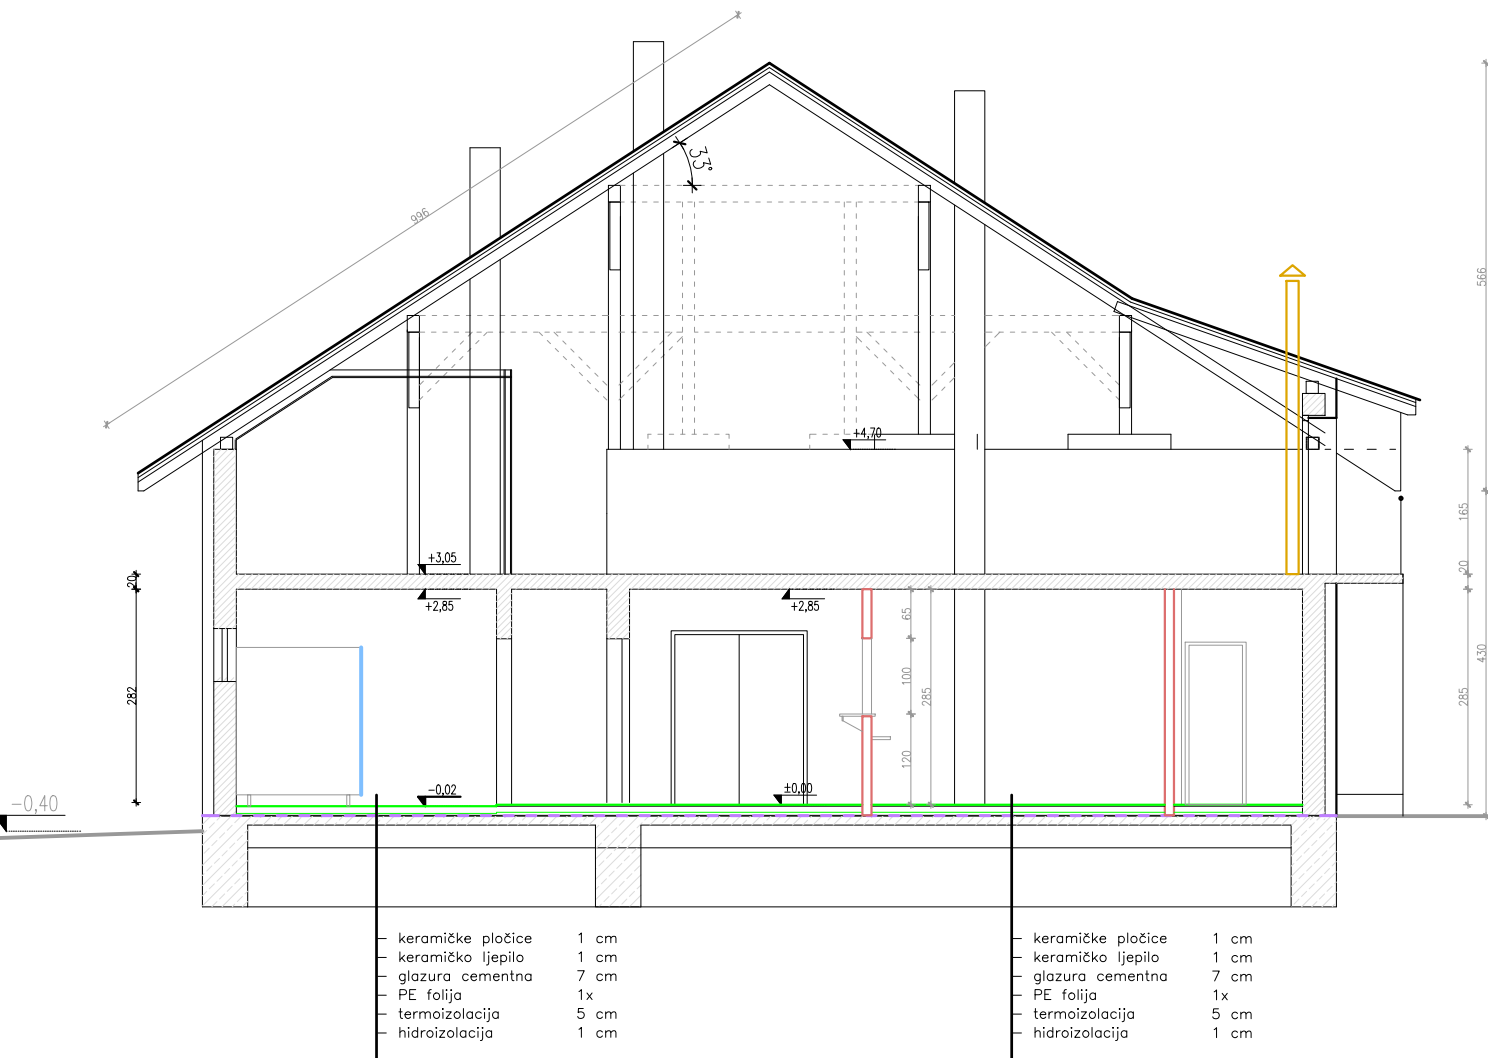 996
33°
566
+4,70
165
+3,05
20
20
+2,85
+2,85
65
282
100
285
430
285
120
-0,02
±0,00
-0,40
keramičke pločice 1 cm
keramičko ljepilo 1 cm
glazura cementna 7 cm
PE folija 1x
termoizolacija 5 cm
hidroizolacija 1 cm
keramičke pločice 1 cm
keramičko ljepilo 1 cm
glazura cementna 7 cm
PE folija 1x
termoizolacija 5 cm
hidroizolacija 1 cm